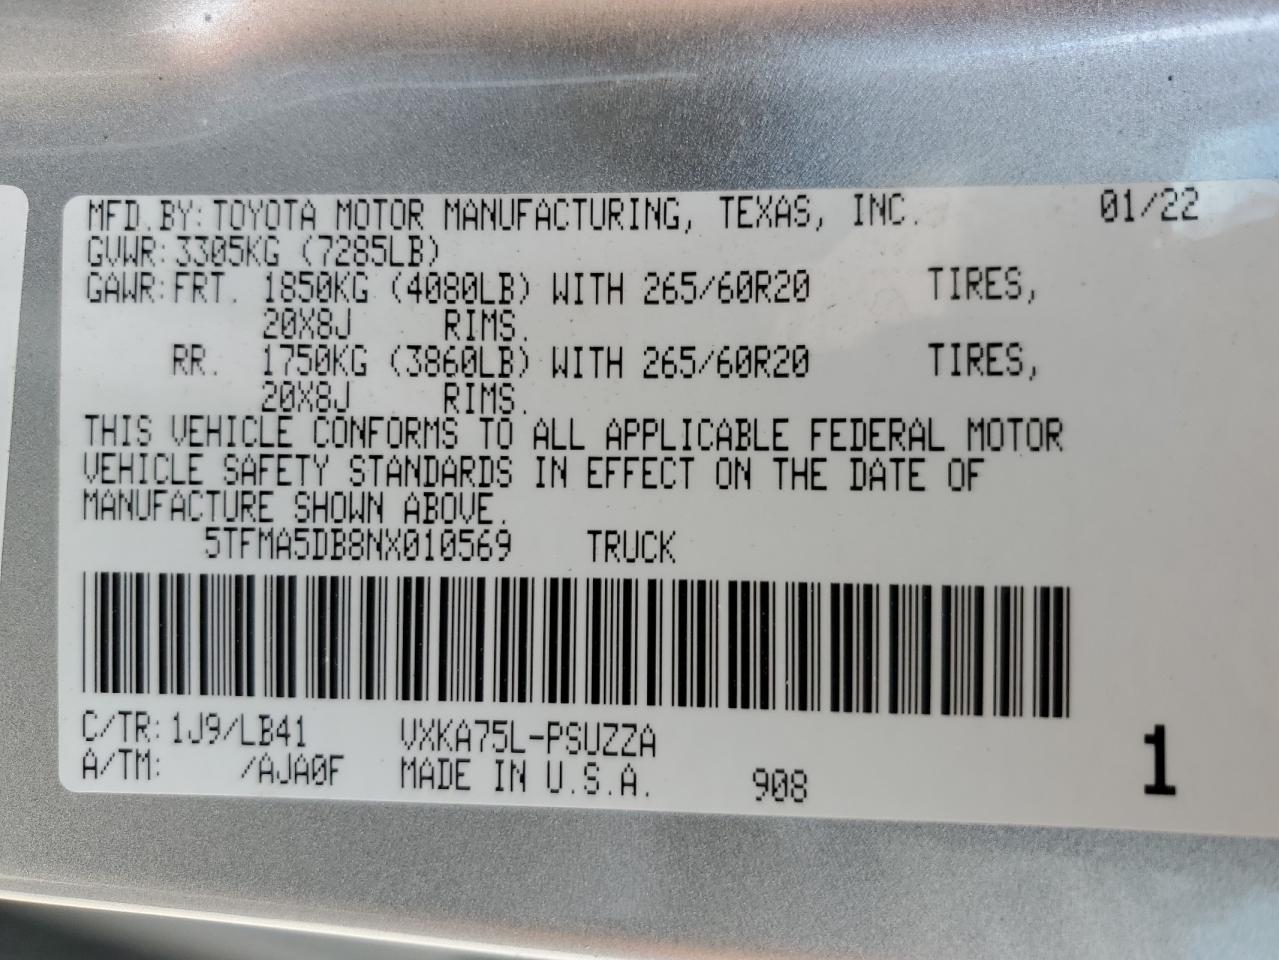 MFD.BY:TOYOTA MOTOR MANUFACTURING, TEXAS, INC. 01/22
GVWR:3305KG (7285LB)
GAWR:FRT. 1850KG (4080LB) WITH 265/60R20 TIRES,
20X8J RIMS.
RR. 1750KG (3860LB) WITH 265/60R20 TIRES,
20X8J RIMS.
THIS VEHICLE CONFORMS TO ALL APPLICABLE FEDERAL MOTOR
VEHICLE SAFETY STANDARDS IN EFFECT ON THE DATE OF
MANUFACTURE SHOWN ABOVE.
5TFMA5DB8NX010569 TRUCK
C/TR:1J9/LB41 VXKA75L-PSUZZA
A/TM: /AJA0F MADE IN U.S.A. 908 1